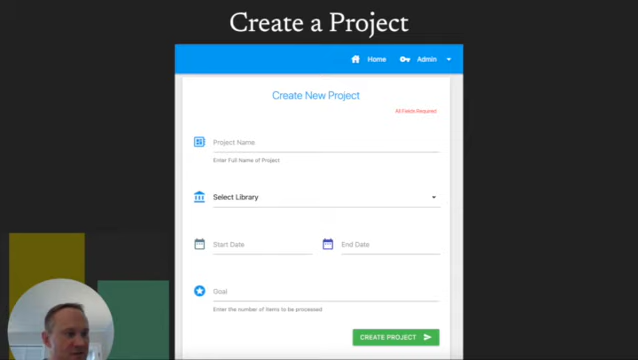 Create a Project
Home Admin
Create New Project
All Fields Required
Project Name
Enter Full Name of Project
Select Library
Start Date End Date
Goal
Enter the number of items to be processed
CREATE PROJECT